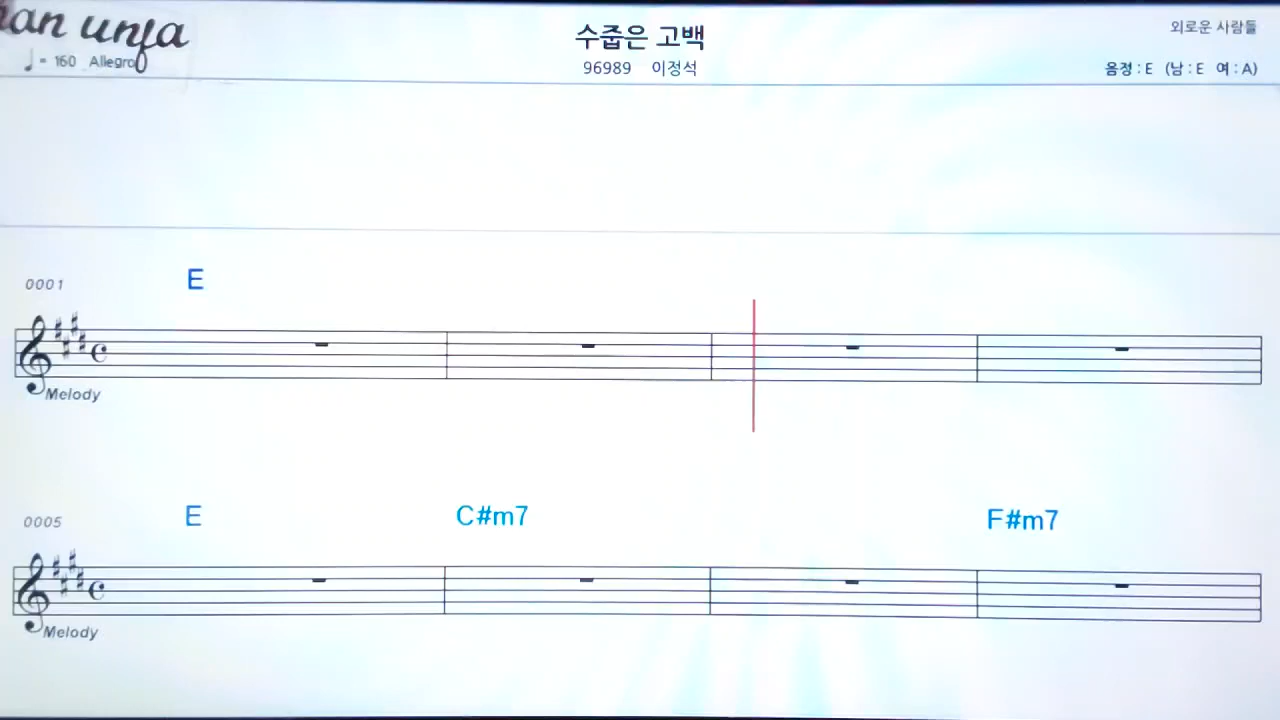 an unja
♩ = 160 Allegro
수줍은 고백
96989 이정석
외로운 사람들
음정 : E (남 : E 여 : A)
0001 E
Melody
0005 E C#m7 F#m7
Melody